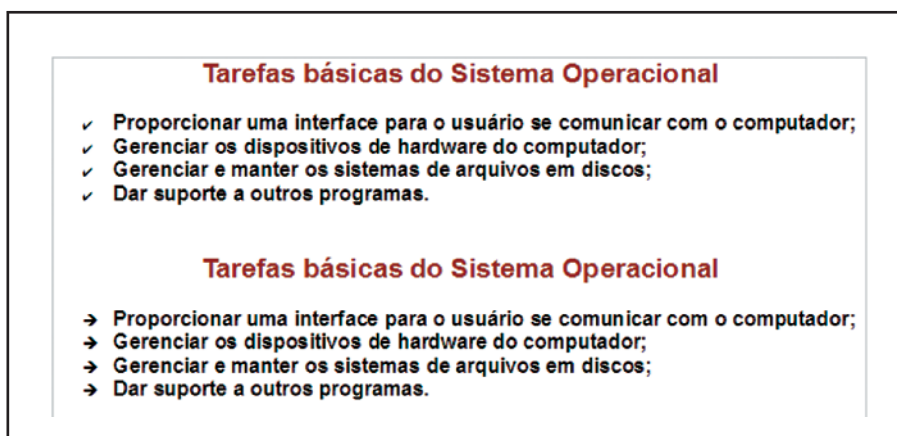 Tarefas básicas do Sistema Operacional
✓ Proporcionar uma interface para o usuário se comunicar com o computador;
✓ Gerenciar os dispositivos de hardware do computador;
✓ Gerenciar e manter os sistemas de arquivos em discos;
✓ Dar suporte a outros programas.
Tarefas básicas do Sistema Operacional
➔ Proporcionar uma interface para o usuário se comunicar com o computador;
➔ Gerenciar os dispositivos de hardware do computador;
➔ Gerenciar e manter os sistemas de arquivos em discos;
➔ Dar suporte a outros programas.